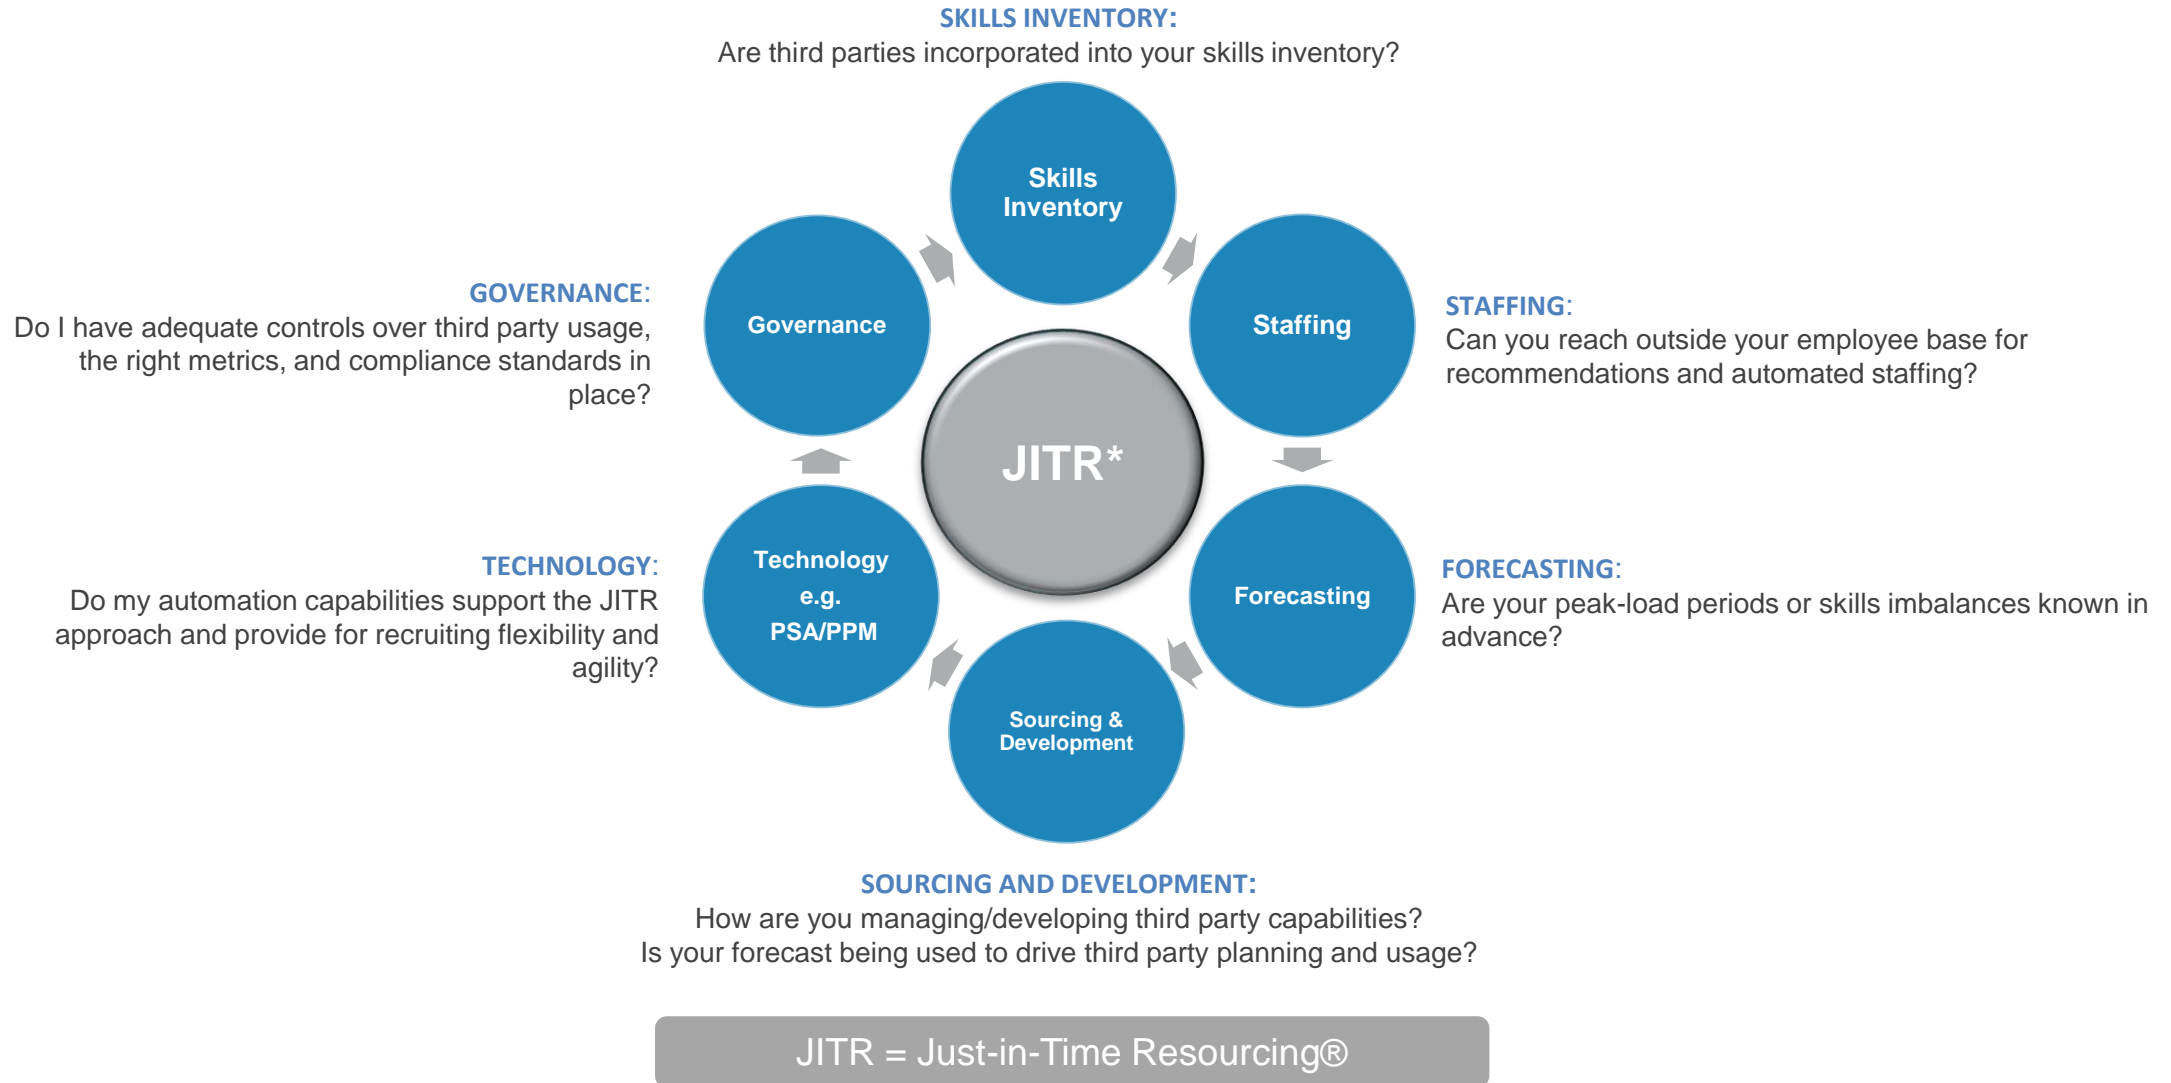 SKILLS INVENTORY:
Are third parties incorporated into your skills inventory?
Skills
Inventory
Governance
Staffing
GOVERNANCE:
Do I have adequate controls over third party usage,
the right metrics, and compliance standards in
place?
STAFFING:
Can you reach outside your employee base for
recommendations and automated staffing?
JITR*
TECHNOLOGY:
Do my automation capabilities support the JITR
approach and provide for recruiting flexibility and
agility?
Technology
e.g.
PSA/PPM
Forecasting
FORECASTING:
Are your peak-load periods or skills imbalances known in
advance?
Sourcing &
Development
SOURCING AND DEVELOPMENT:
How are you managing/developing third party capabilities?
Is your forecast being used to drive third party planning and usage?
JITR = Just-in-Time Resourcing®